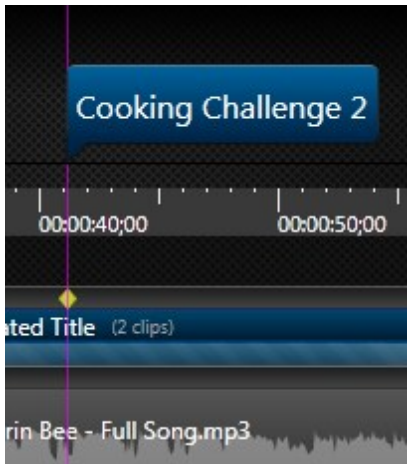 Cooking Challenge 2
00:00:40;00 00:00:50;00
ated Title (2 clips)
rin Bee - Full Song.mp3